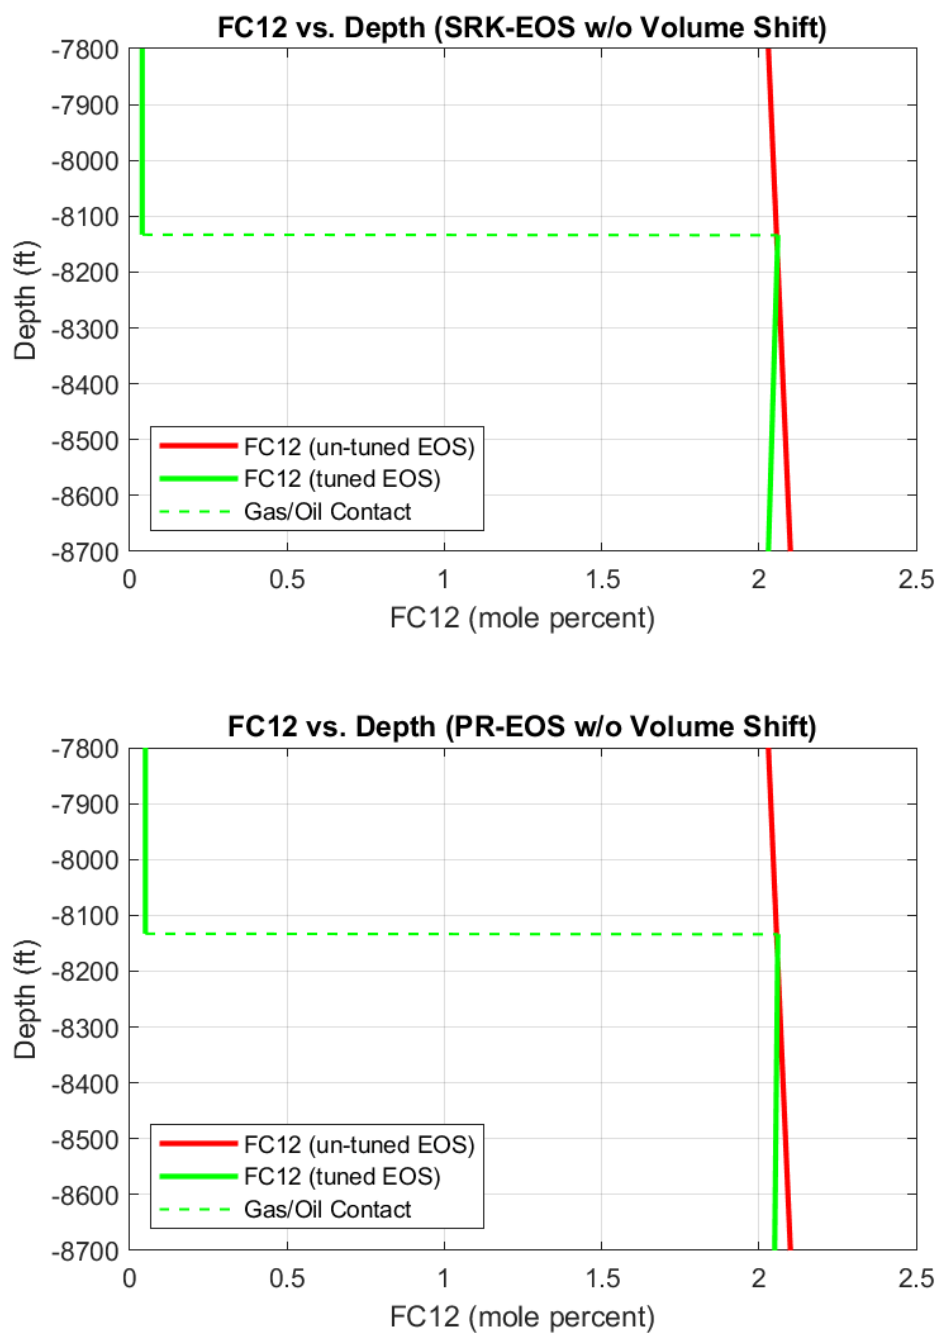 FC12 vs. Depth (SRK-EOS w/o Volume Shift)
-7800
-7900
-8000
-8100
-8200
-8300
-8400
-8500
-8600
-8700
Depth (ft)
FC12 (un-tuned EOS)
FC12 (tuned EOS)
Gas/Oil Contact
0 0.5 1 1.5 2 2.5
FC12 (mole percent)
FC12 vs. Depth (PR-EOS w/o Volume Shift)
-7800
-7900
-8000
-8100
-8200
-8300
-8400
-8500
-8600
-8700
Depth (ft)
FC12 (un-tuned EOS)
FC12 (tuned EOS)
Gas/Oil Contact
0 0.5 1 1.5 2 2.5
FC12 (mole percent)